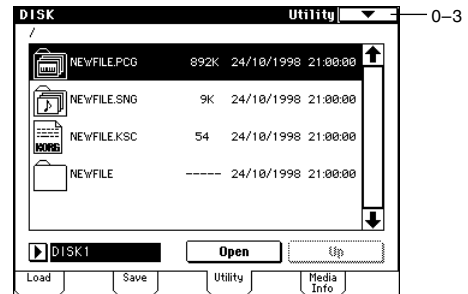 DISK Utility 0–3
/
NEWFILE.PCG 892K 24/10/1998 21:00:00
NEWFILE.SNG 9K 24/10/1998 21:00:00
KORG NEWFILE.KSC 54 24/10/1998 21:00:00
NEWFILE ----- 24/10/1998 21:00:00
DISK1 Open Up
Load Save Utility Media
Info